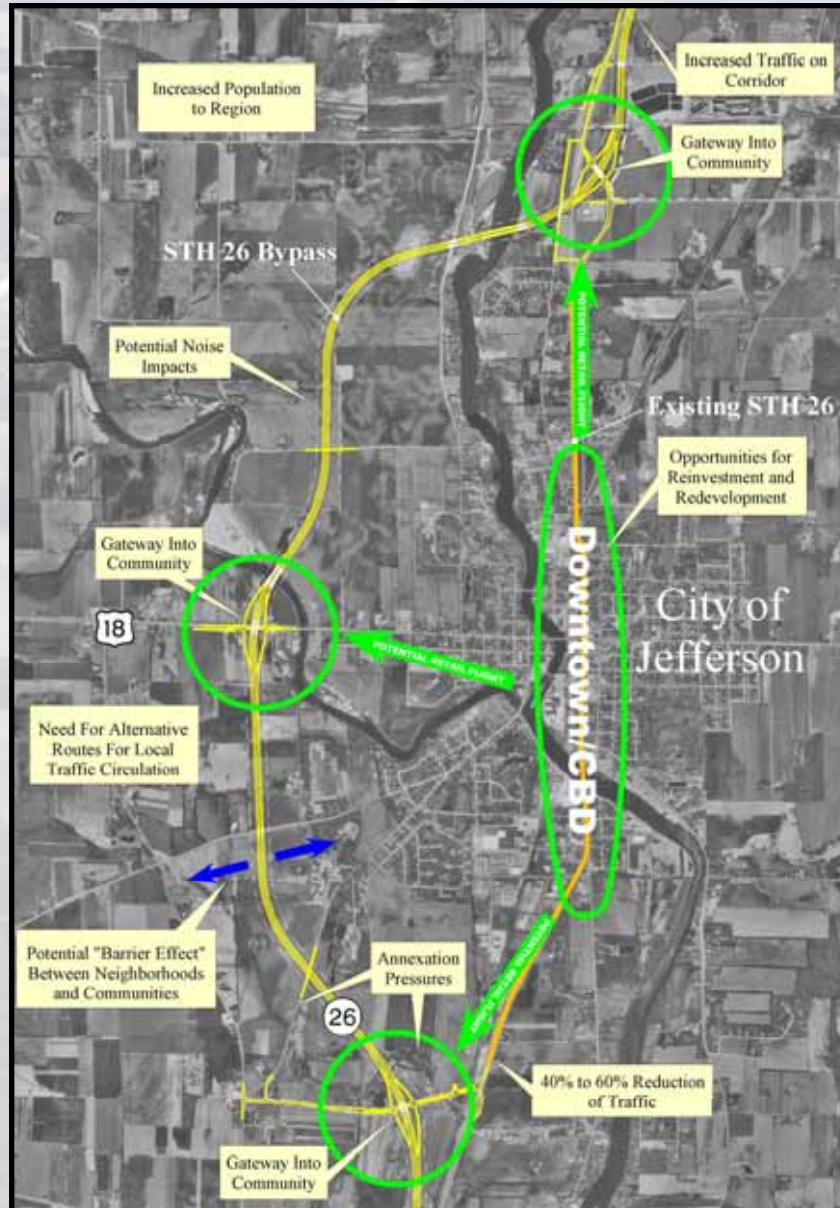 Increased Population
to Region
Increased Traffic on
Corridor
Gateway Into
Community
STH 26 Bypass
Potential Noise
Impacts
POTENTIAL RETAIL FLIGHT
Existing STH 26
Opportunities for
Reinvestment and
Redevelopment
Gateway Into
Community
18
POTENTIAL RETAIL FLIGHT
Downtown/CBD
City of
Jefferson
Need For Alternative
Routes For Local
Traffic Circulation
Potential "Barrier Effect"
Between Neighborhoods
and Communities
Annexation
Pressures
POTENTIAL RETAIL FLIGHT
26
40% to 60% Reduction
of Traffic
Gateway Into
Community